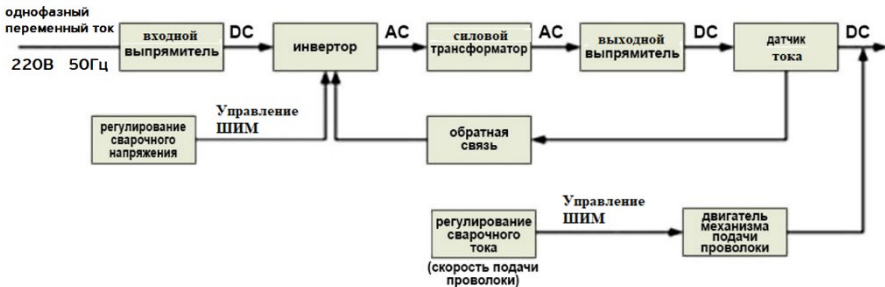 однофазный
переменный ток
220В 50Гц
входной
выпрямитель
DC
инвертор
AC
силовой
трансформатор
AC
выходной
выпрямитель
DC
датчик
тока
DC
регулирование
сварочного
напряжения
Управление
ШИМ
обратная
связь
регулирование
сварочного
тока
(скорость подачи
проволоки)
Управление
ШИМ
двигатель
механизма
подачи
проволоки